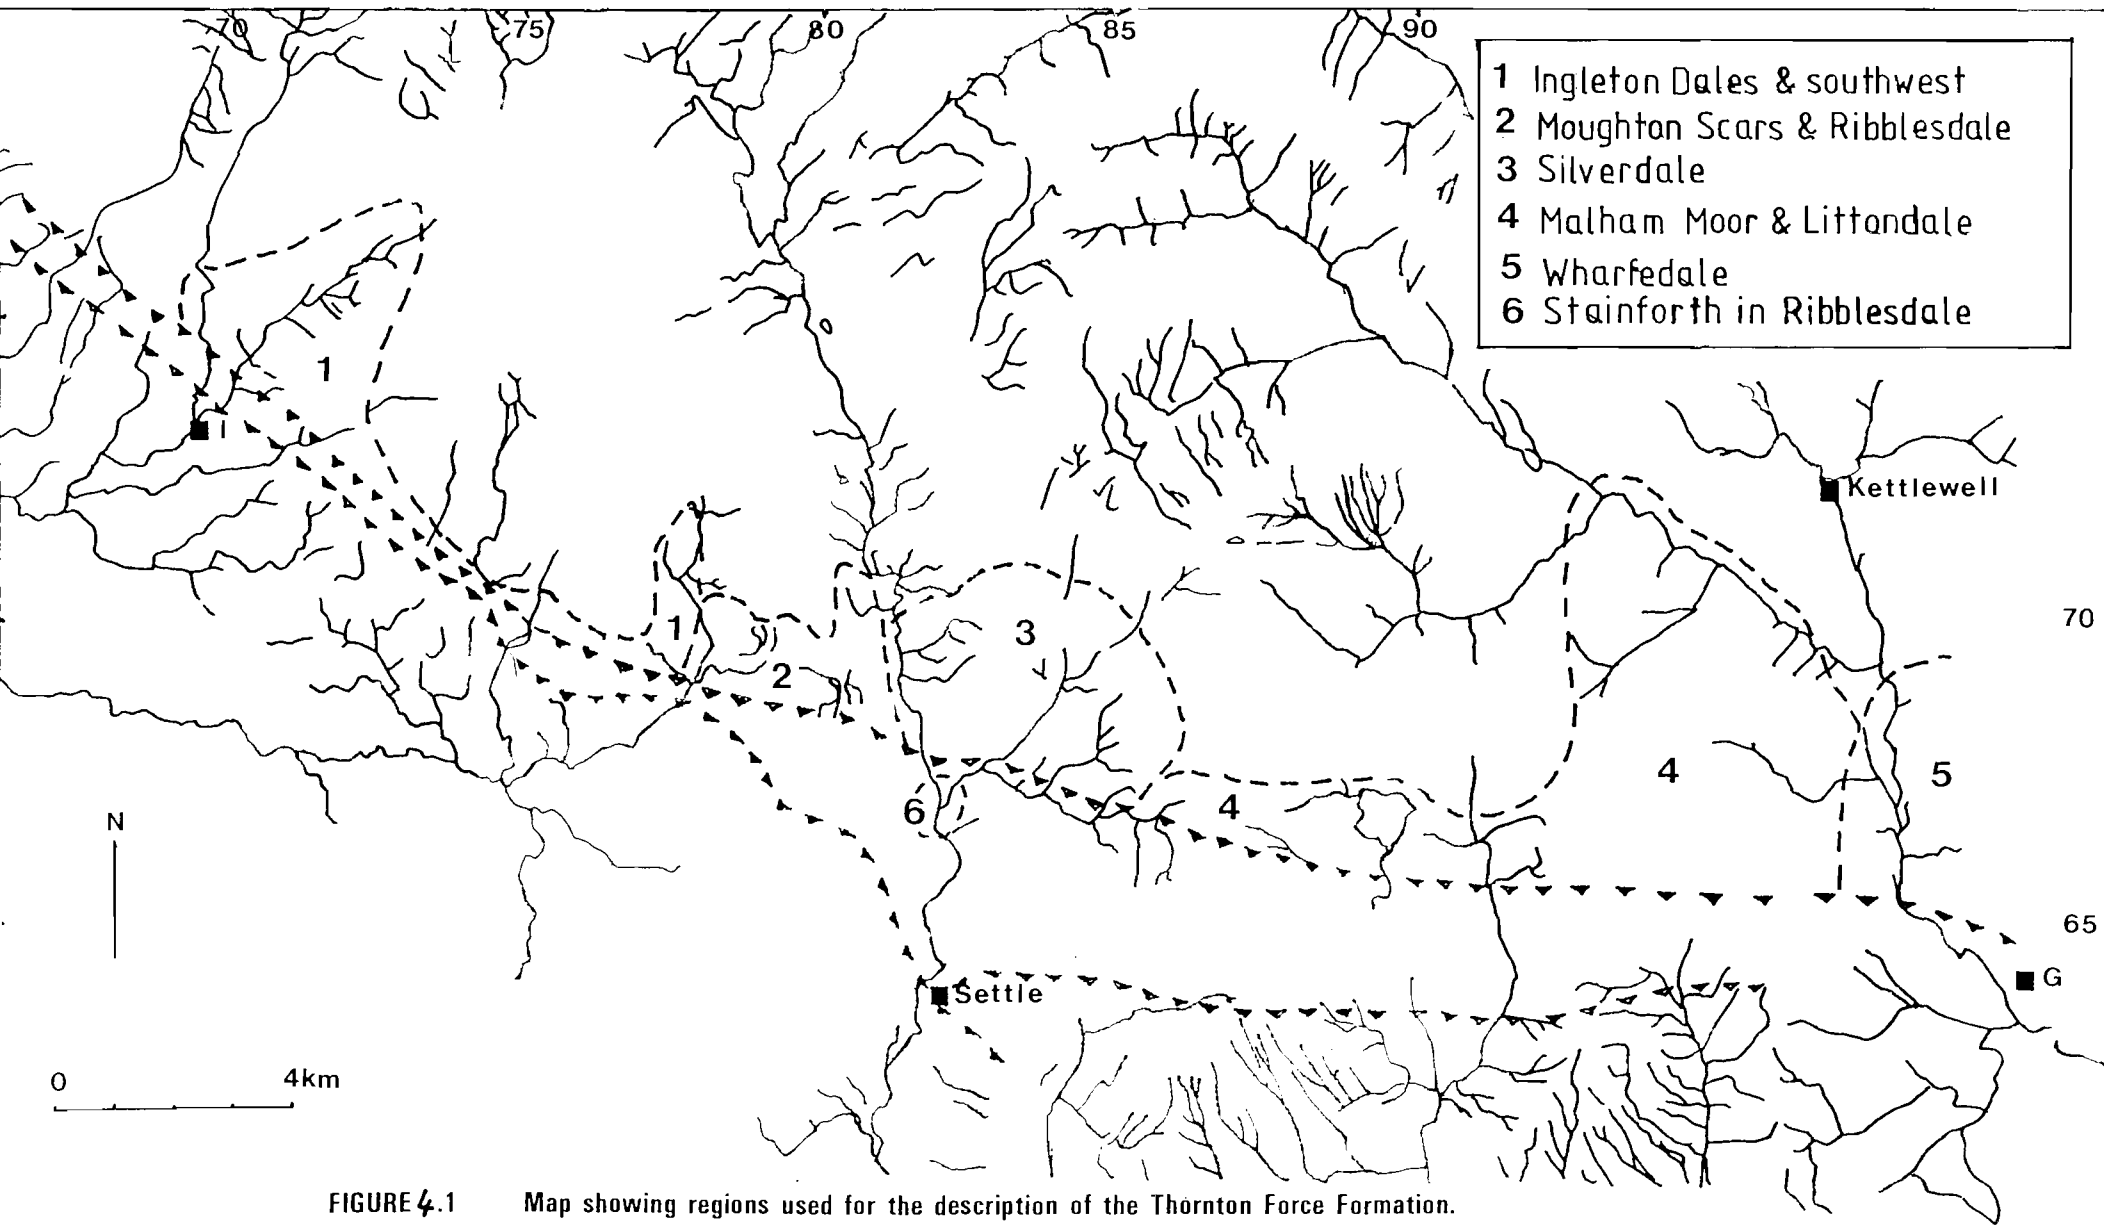 70 75 80 85 90
1 Ingleton Dales & southwest
2 Moughton Scars & Ribblesdale
3 Silverdale
4 Malham Moor & Littondale
5 Wharfedale
6 Stainforth in Ribblesdale
1
I
Kettlewell
1
3
70
2
4
5
6
4
N
65
Settle
G
0 4km
FIGURE 4.1 Map showing regions used for the description of the Thornton Force Formation.